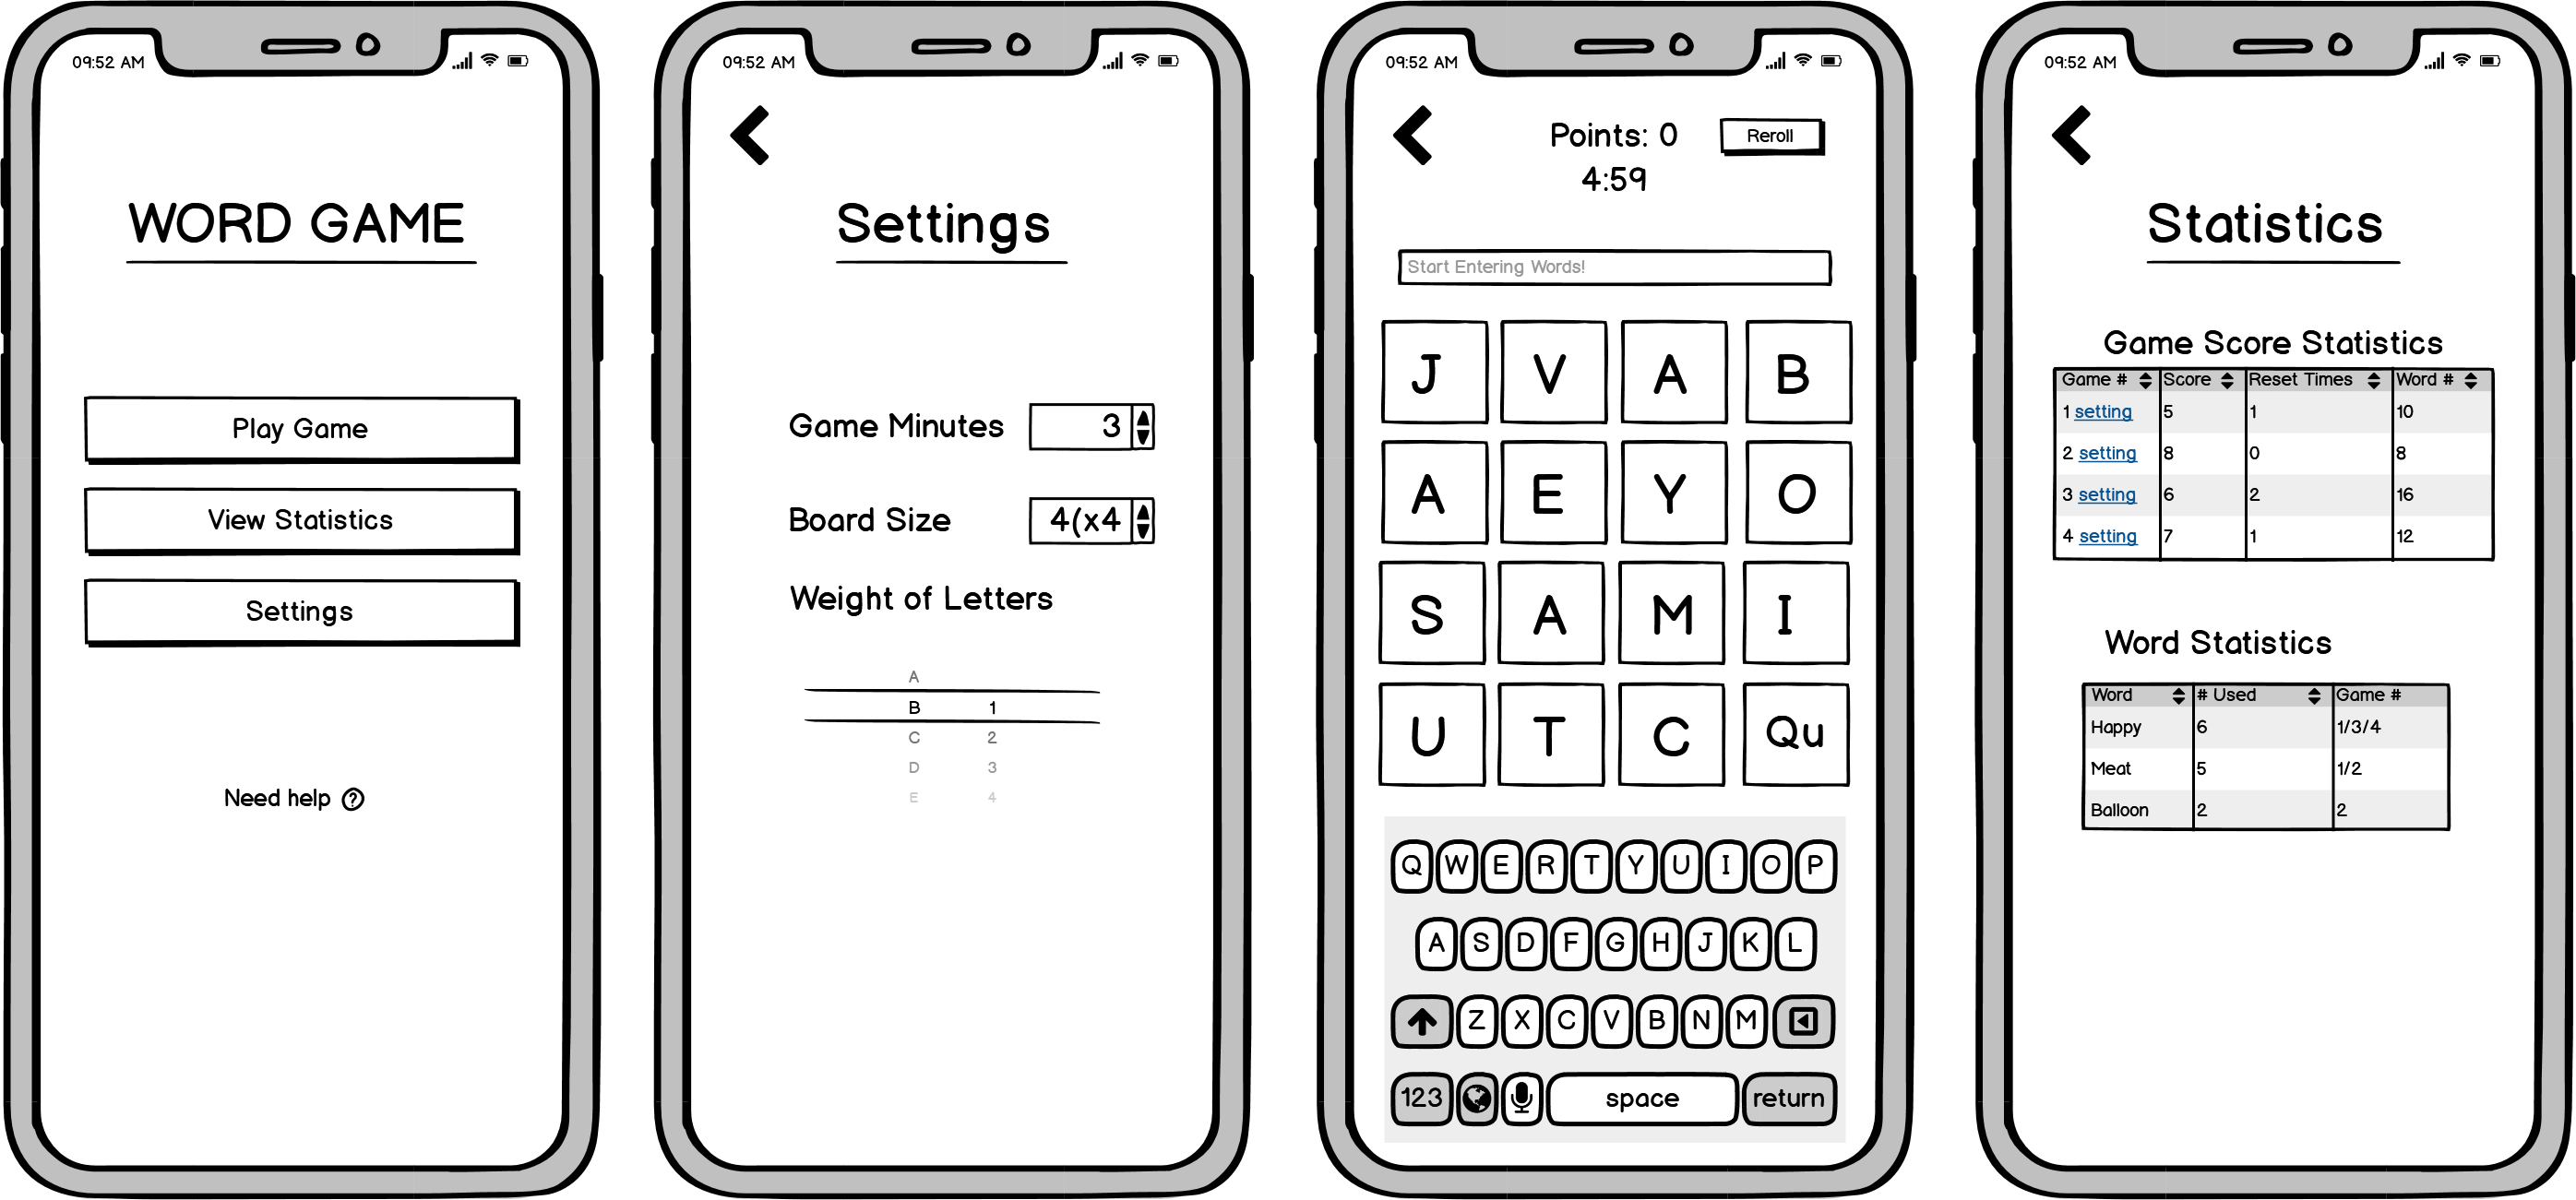 09:52 AM
WORD GAME
Play Game
View Statistics
Settings
Need help ?
09:52 AM
Settings
Game Minutes 3
Board Size 4(x4
Weight of Letters
A
B 1
C 2
D 3
E 4
09:52 AM
Points: 0 Reroll
4:59
Start Entering Words!
J V A B
A E Y O
S A M I
U T C Qu
Q W E R T Y U I O P
A S D F G H J K L
Z X C V B N M
123 space return
09:52 AM
Statistics
Game Score Statistics
Game # Score Reset Times Word #
1 setting 5 1 10
2 setting 8 0 8
3 setting 6 2 16
4 setting 7 1 12
Word Statistics
Word # Used Game #
Happy 6 1/3/4
Meat 5 1/2
Balloon 2 2